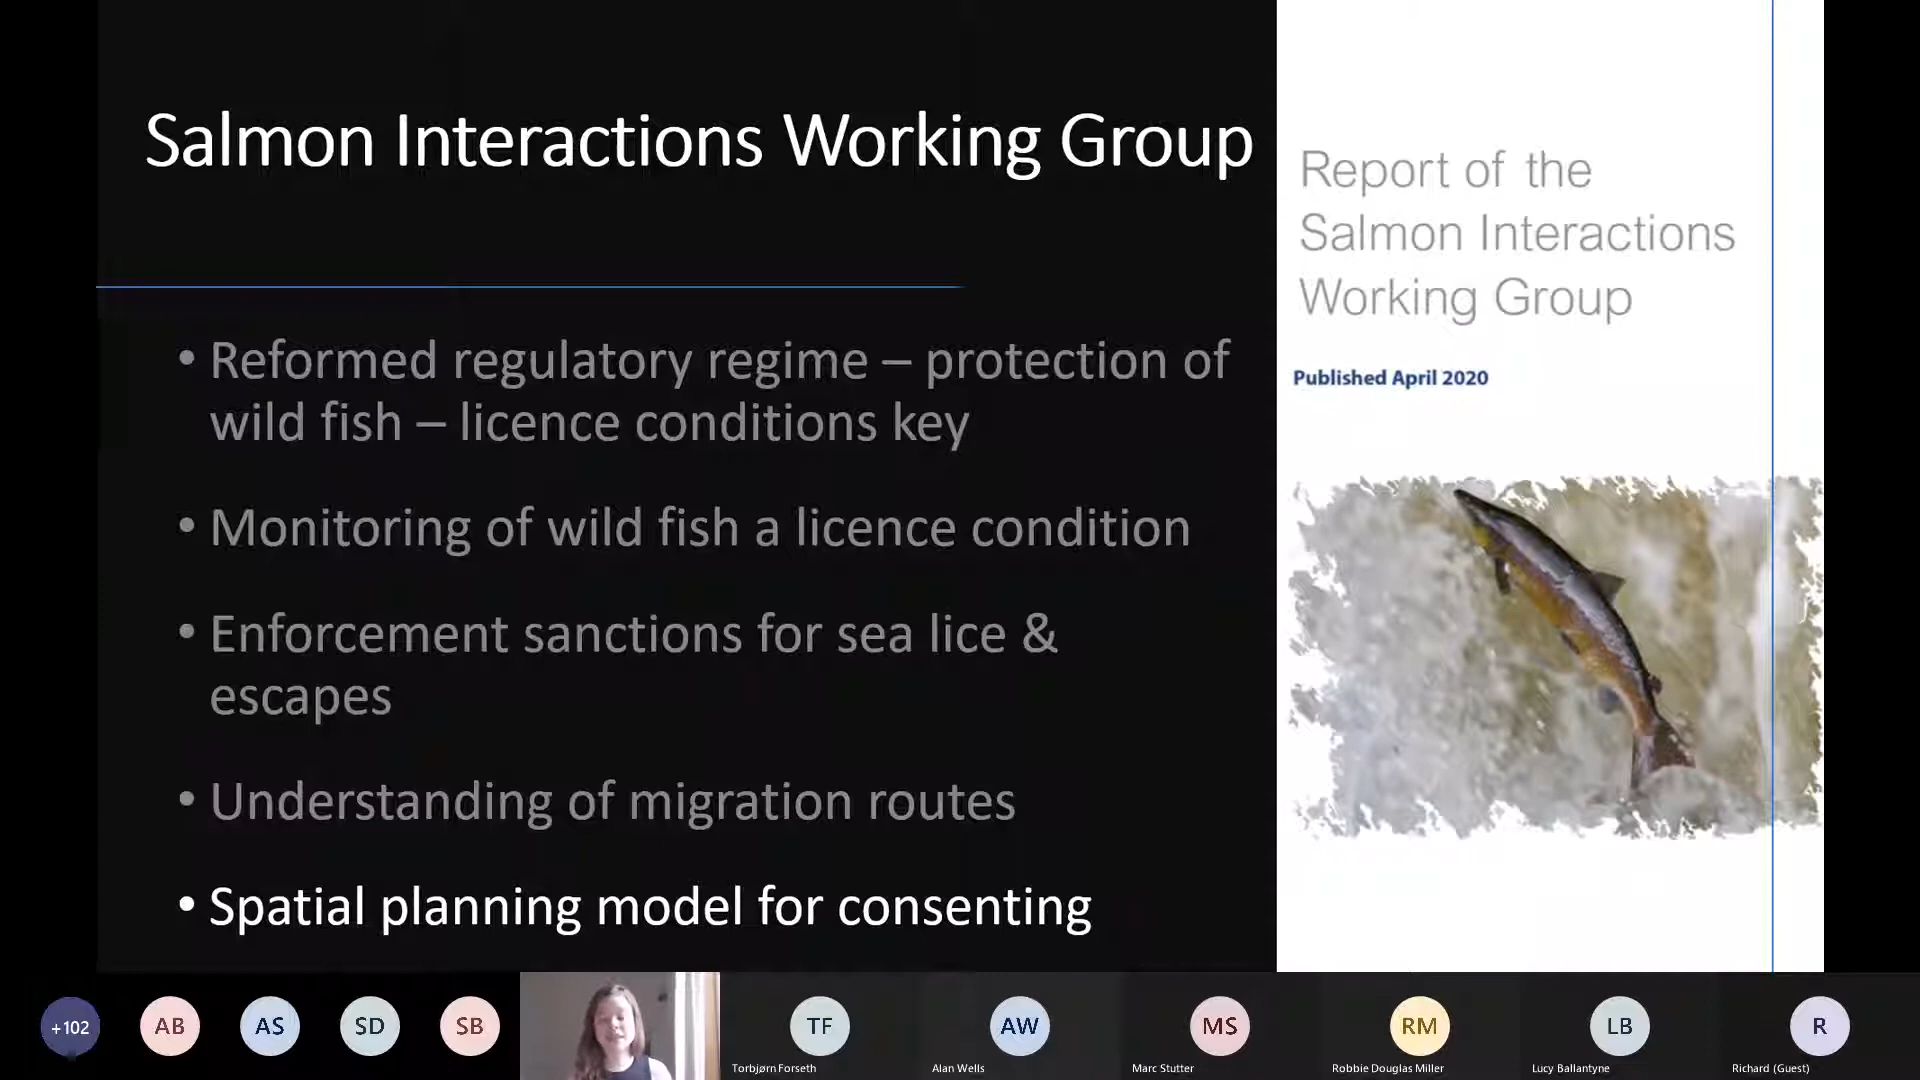 Salmon Interactions Working Group
• Reformed regulatory regime – protection of
wild fish – licence conditions key
• Monitoring of wild fish a licence condition
• Enforcement sanctions for sea lice &
escapes
• Understanding of migration routes
• Spatial planning model for consenting
Report of the
Salmon Interactions
Working Group
Published April 2020
+102
AB
AS
SD
SB
TF
AW
MS
RM
LB
R
Torbjørn Forseth
Alan Wells
Marc Stutter
Robbie Douglas Miller
Lucy Ballantyne
Richard (Guest)